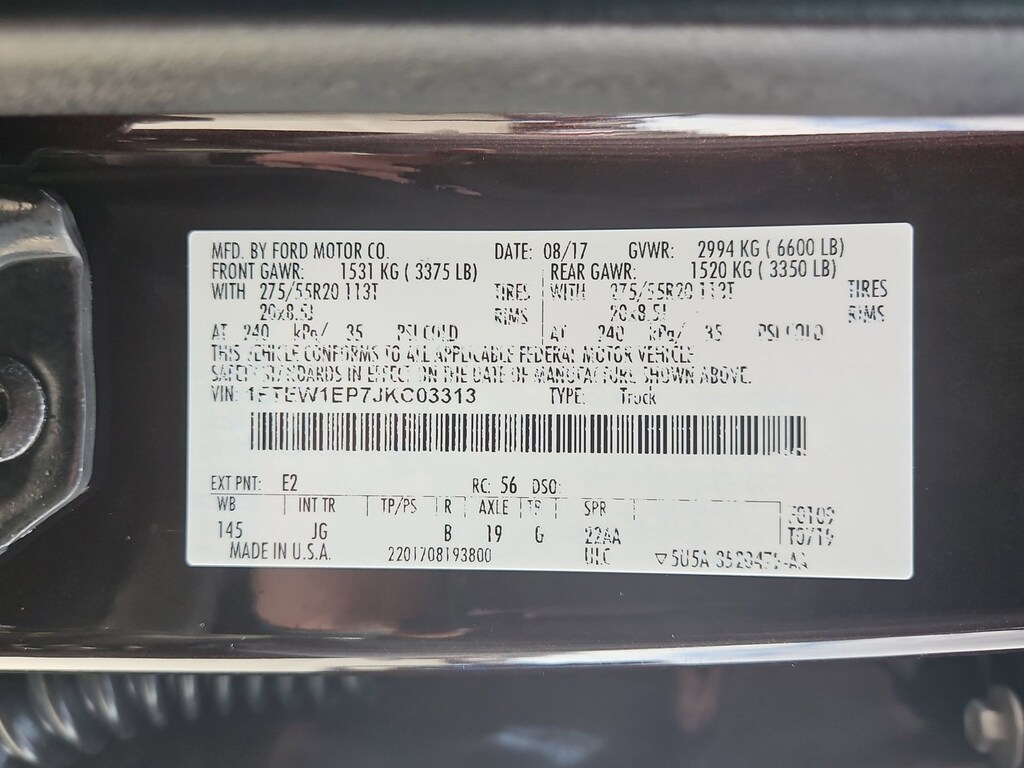 MFD. BY FORD MOTOR CO. DATE: 08/17 GVWR: 2994 KG ( 6600 LB)
FRONT GAWR: 1531 KG ( 3375 LB) REAR GAWR: 1520 KG ( 3350 LB)
WITH 275/55R20 113T TIRES WITH 275/55R20 113T TIRES
20x8.5J RIMS 20x8.5J RIMS
AT 240 kPa/ 35 PSI COLD AT 240 kPa/ 35 PSI COLD
THIS VEHICLE CONFORMS TO ALL APPLICABLE FEDERAL MOTOR VEHICLE
SAFETY STANDARDS IN EFFECT ON THE DATE OF MANUFACTURE SHOWN ABOVE.
VIN: 1FTEW1EP7JKC03313 TYPE: Truck
EXT PNT: E2 RC: 56 DSO:
WB INT TR TP/PS R AXLE TR SPR
145 JG B 19 G 22AA
MADE IN U.S.A. 2201708193800 ULC